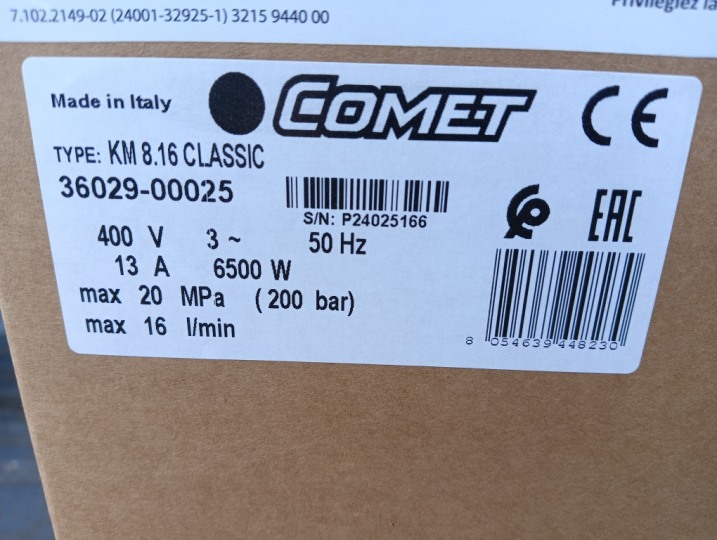 7.102.2149-02 (24001-32925-1) 3215 9440 00
Privilegiez la
Made in Italy
COMET
CE
TYPE: KM 8.16 CLASSIC
36029-00025
S/N: P24025166
EAC
400 V 3 ~ 50 Hz
13 A 6500 W
max 20 MPa (200 bar)
max 16 l/min
8 054639 448230